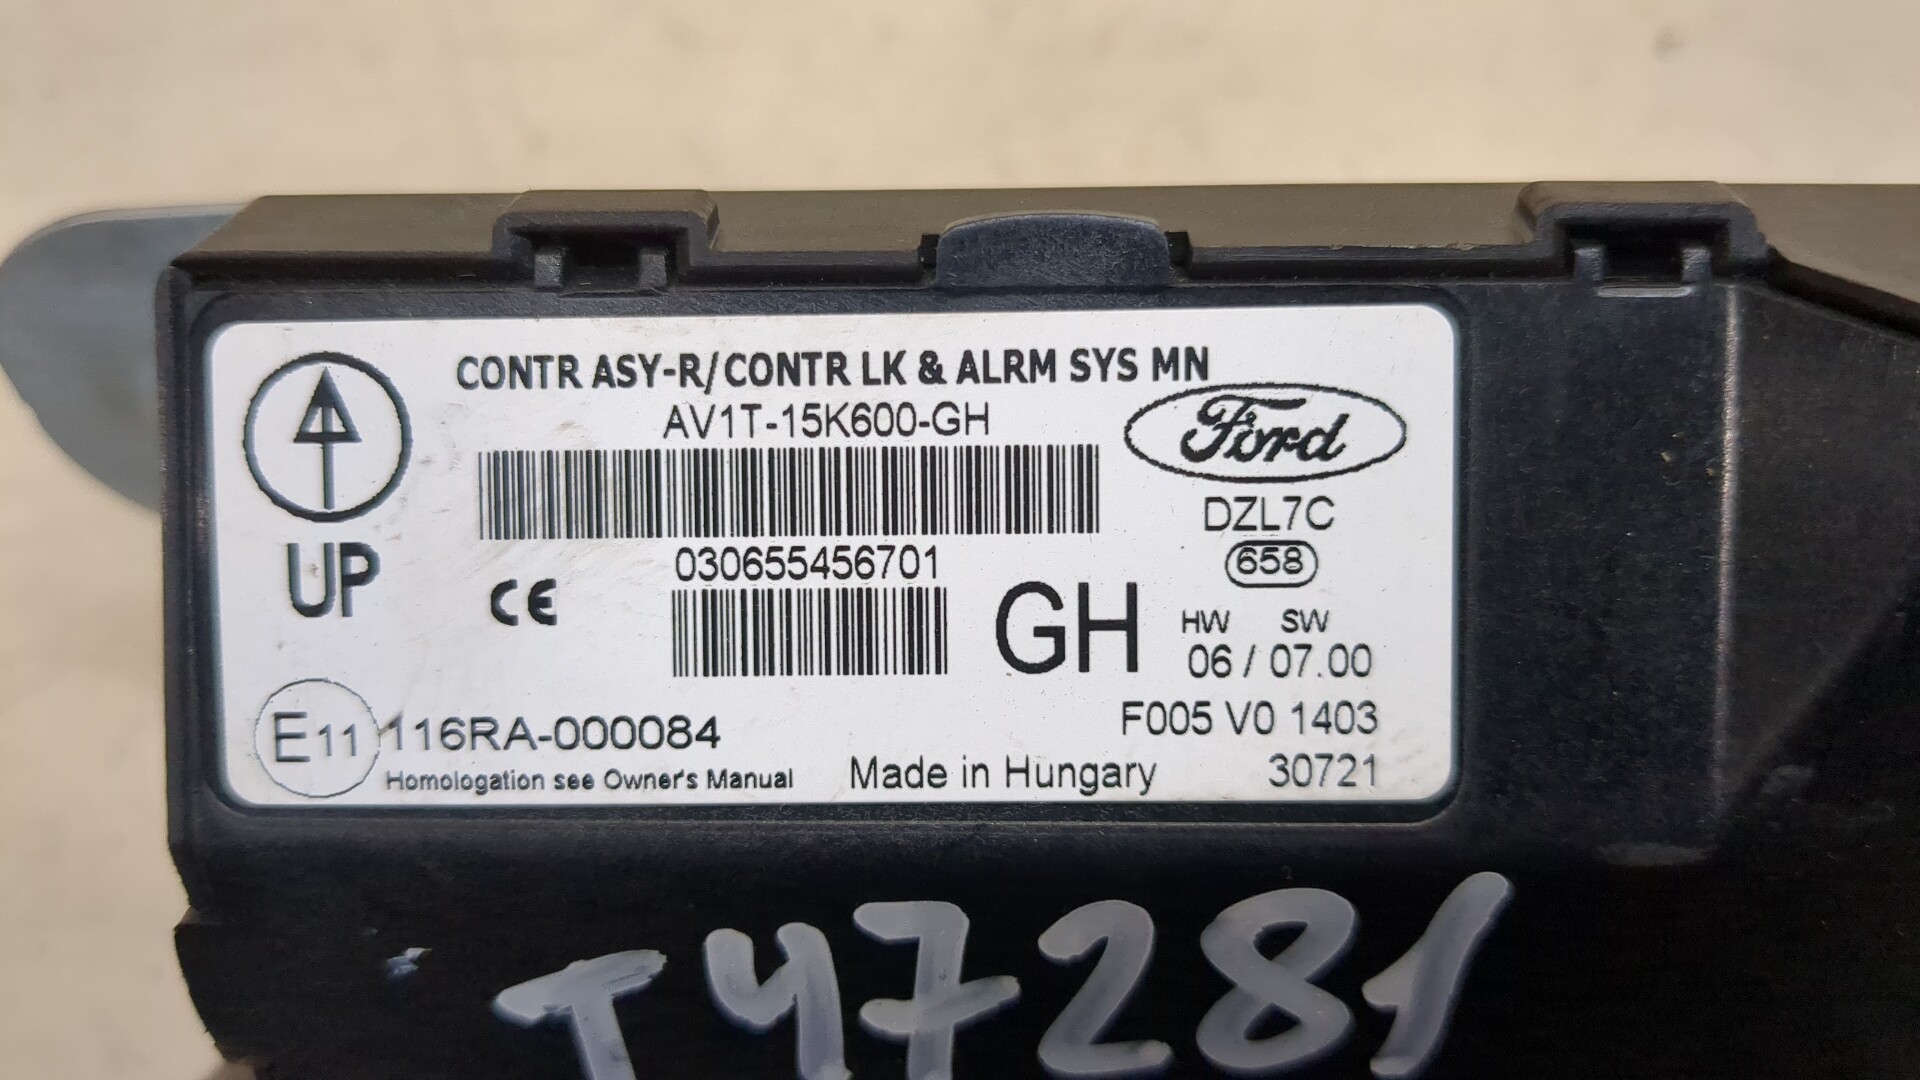 CONTR ASY-R/CONTR LK & ALRM SYS MN
AV1T-15K600-GH
Ford
UP
DZL7C
658
030655456701
CE
GH
HW SW
06 / 07.00
E11 116RA-000084
F005 V0 1403
Homologation see Owner's Manual
Made in Hungary
30721
T47281